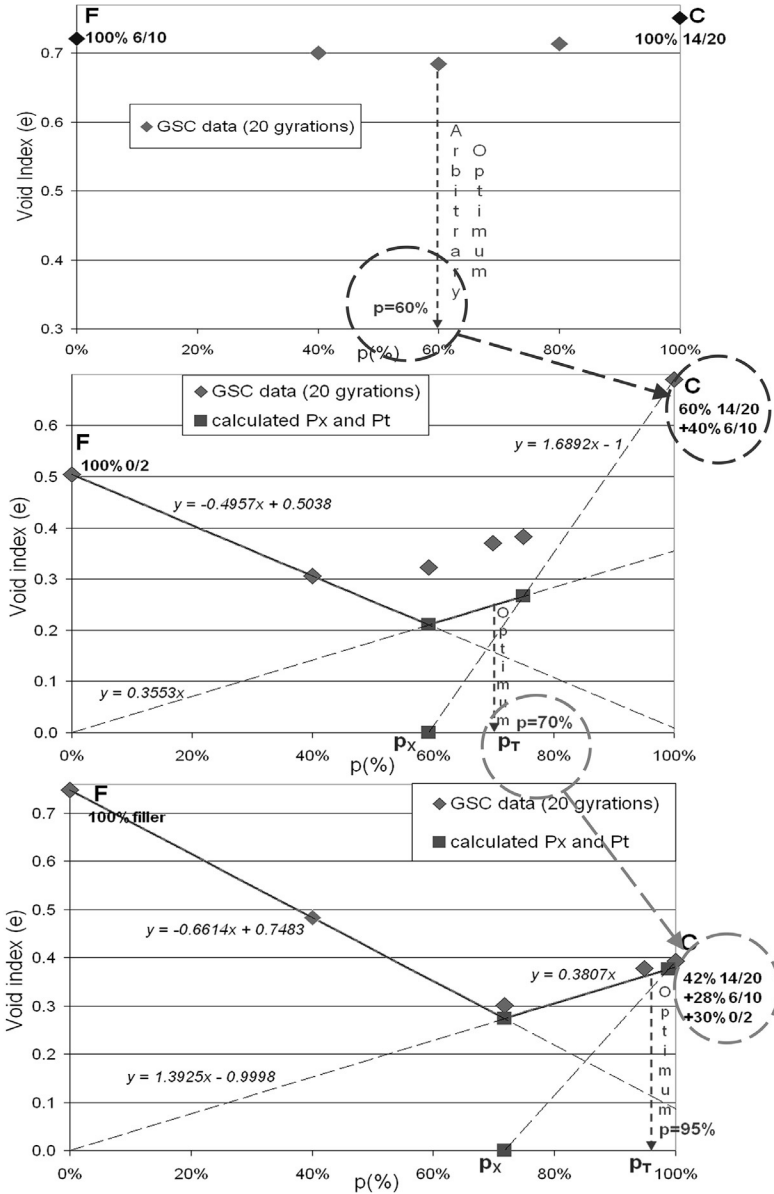 F
C
100% 6/10
100% 14/20
0.7
0.6
0.5
0.4
0.3
Void Index (e)
GSC data (20 gyrations)
Arbitrary
Optimum
p=60%
0%
20%
40%
60%
80%
100%
p(%)
GSC data (20 gyrations)
calculated Px and Pt
C
60% 14/20
+40% 6/10
F
100% 0/2
y = 1.6892x - 1
y = -0.4957x + 0.5038
y = 0.3553x
0.6
0.5
0.4
0.3
0.2
0.1
0.0
Void index (e)
Optimum
p=70%
pX
pT
0%
20%
40%
60%
80%
100%
p(%)
F
100% filler
GSC data (20 gyrations)
calculated Px and Pt
C
42% 14/20
+28% 6/10
+30% 0/2
y = -0.6614x + 0.7483
y = 0.3807x
y = 1.3925x - 0.9998
0.7
0.6
0.5
0.4
0.3
0.2
0.1
0.0
Void index (e)
Optimum
p=95%
pX
pT
0%
20%
40%
60%
80%
100%
p(%)